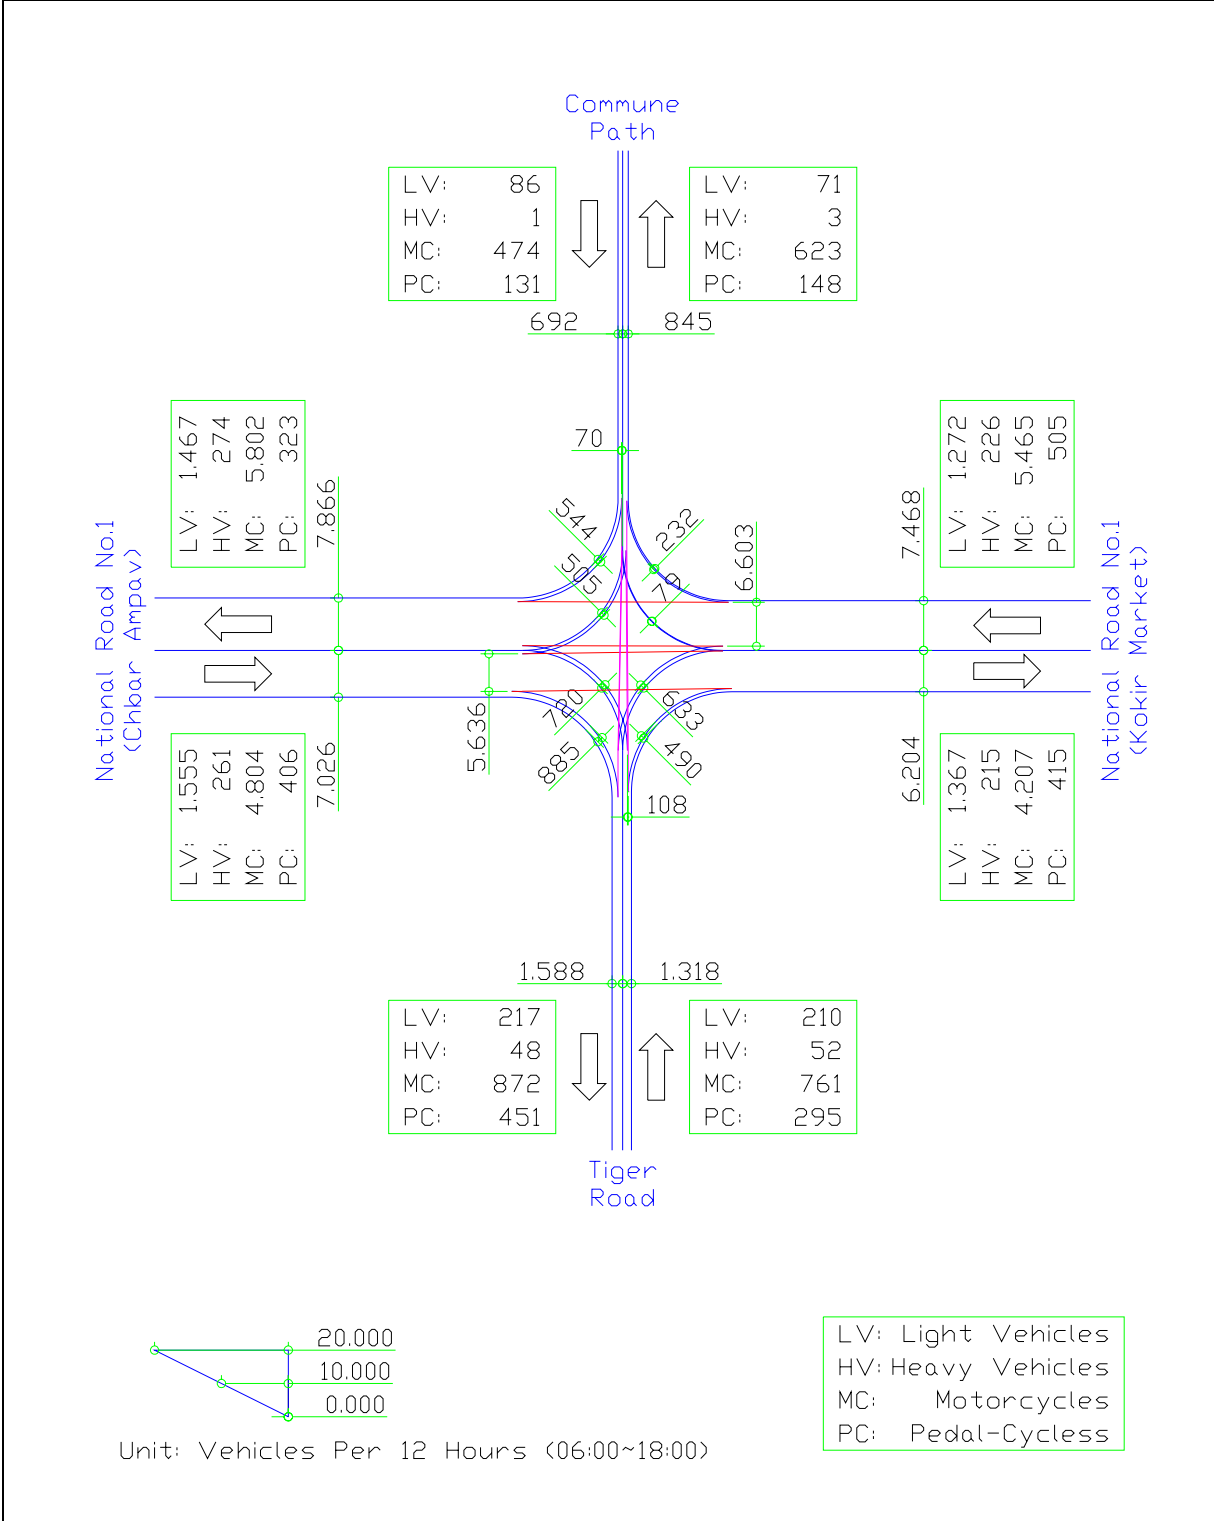 Commune
Path
LV: 86
HV: 1
MC: 474
PC: 131
LV: 71
HV: 3
MC: 623
PC: 148
692
845
LV: 1.467
HV: 274
MC: 5.802
PC: 323
7.866
70
544
505
232
79
6.603
7.468
LV: 1.272
HV: 226
MC: 5.465
PC: 505
National Road No.1
(Chbar Ampav)
National Road No.1
(Kokir Market)
LV: 1.555
HV: 261
MC: 4.804
PC: 406
7.026
5.636
720
885
633
490
108
6.204
LV: 1.367
HV: 215
MC: 4.207
PC: 415
1.588
1.318
LV: 217
HV: 48
MC: 872
PC: 451
LV: 210
HV: 52
MC: 761
PC: 295
Tiger
Road
20.000
10.000
0.000
Unit: Vehicles Per 12 Hours (06:00~18:00)
LV: Light Vehicles
HV: Heavy Vehicles
MC: Motorcycles
PC: Pedal-Cycless